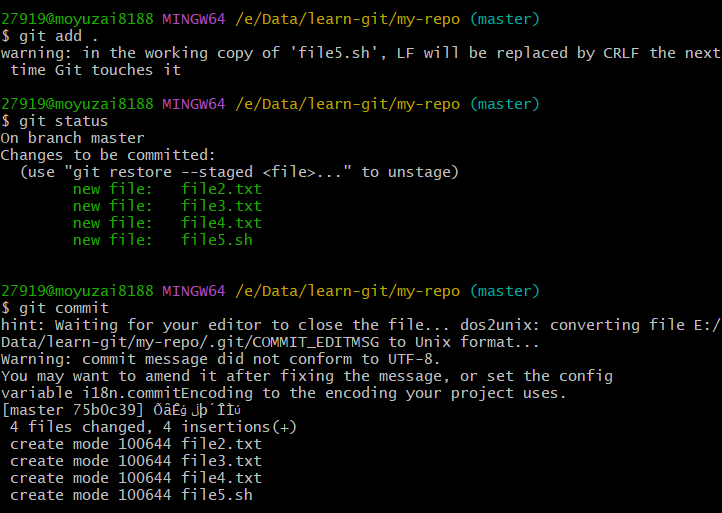 27919@moyuzai8188 MINGW64 /e/Data/learn-git/my-repo (master)
$ git add .
warning: in the working copy of 'file5.sh', LF will be replaced by CRLF the next
 time Git touches it
27919@moyuzai8188 MINGW64 /e/Data/learn-git/my-repo (master)
$ git status
On branch master
Changes to be committed:
  (use "git restore --staged <file>..." to unstage)
        new file:   file2.txt
        new file:   file3.txt
        new file:   file4.txt
        new file:   file5.sh
27919@moyuzai8188 MINGW64 /e/Data/learn-git/my-repo (master)
$ git commit
hint: Waiting for your editor to close the file... dos2unix: converting file E:/
Data/learn-git/my-repo/.git/COMMIT_EDITMSG to Unix format...
Warning: commit message did not conform to UTF-8.
You may want to amend it after fixing the message, or set the config
variable i18n.commitEncoding to the encoding your project uses.
[master 75b0c39]
 4 files changed, 4 insertions(+)
 create mode 100644 file2.txt
 create mode 100644 file3.txt
 create mode 100644 file4.txt
 create mode 100644 file5.sh